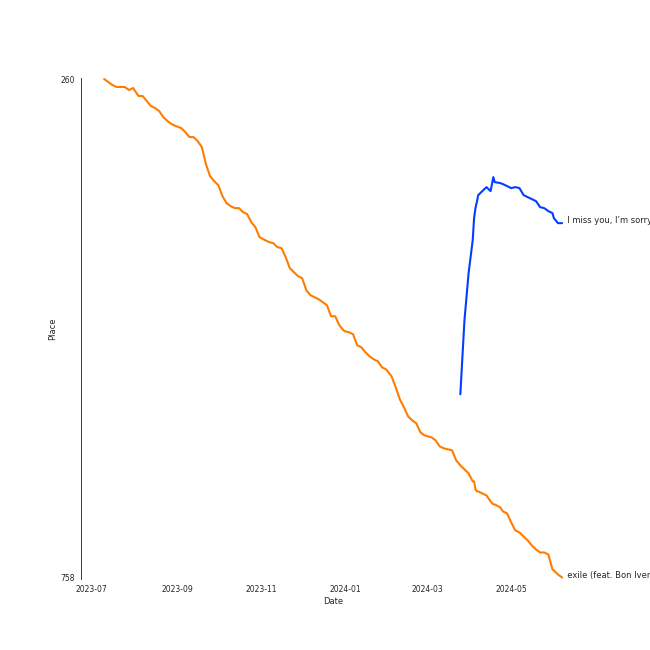 260
I miss you, I'm sorry
Place
exile (feat. Bon Iver
758
2023-07
2023-09
2023-11
2024-01
2024-03
2024-05
Date